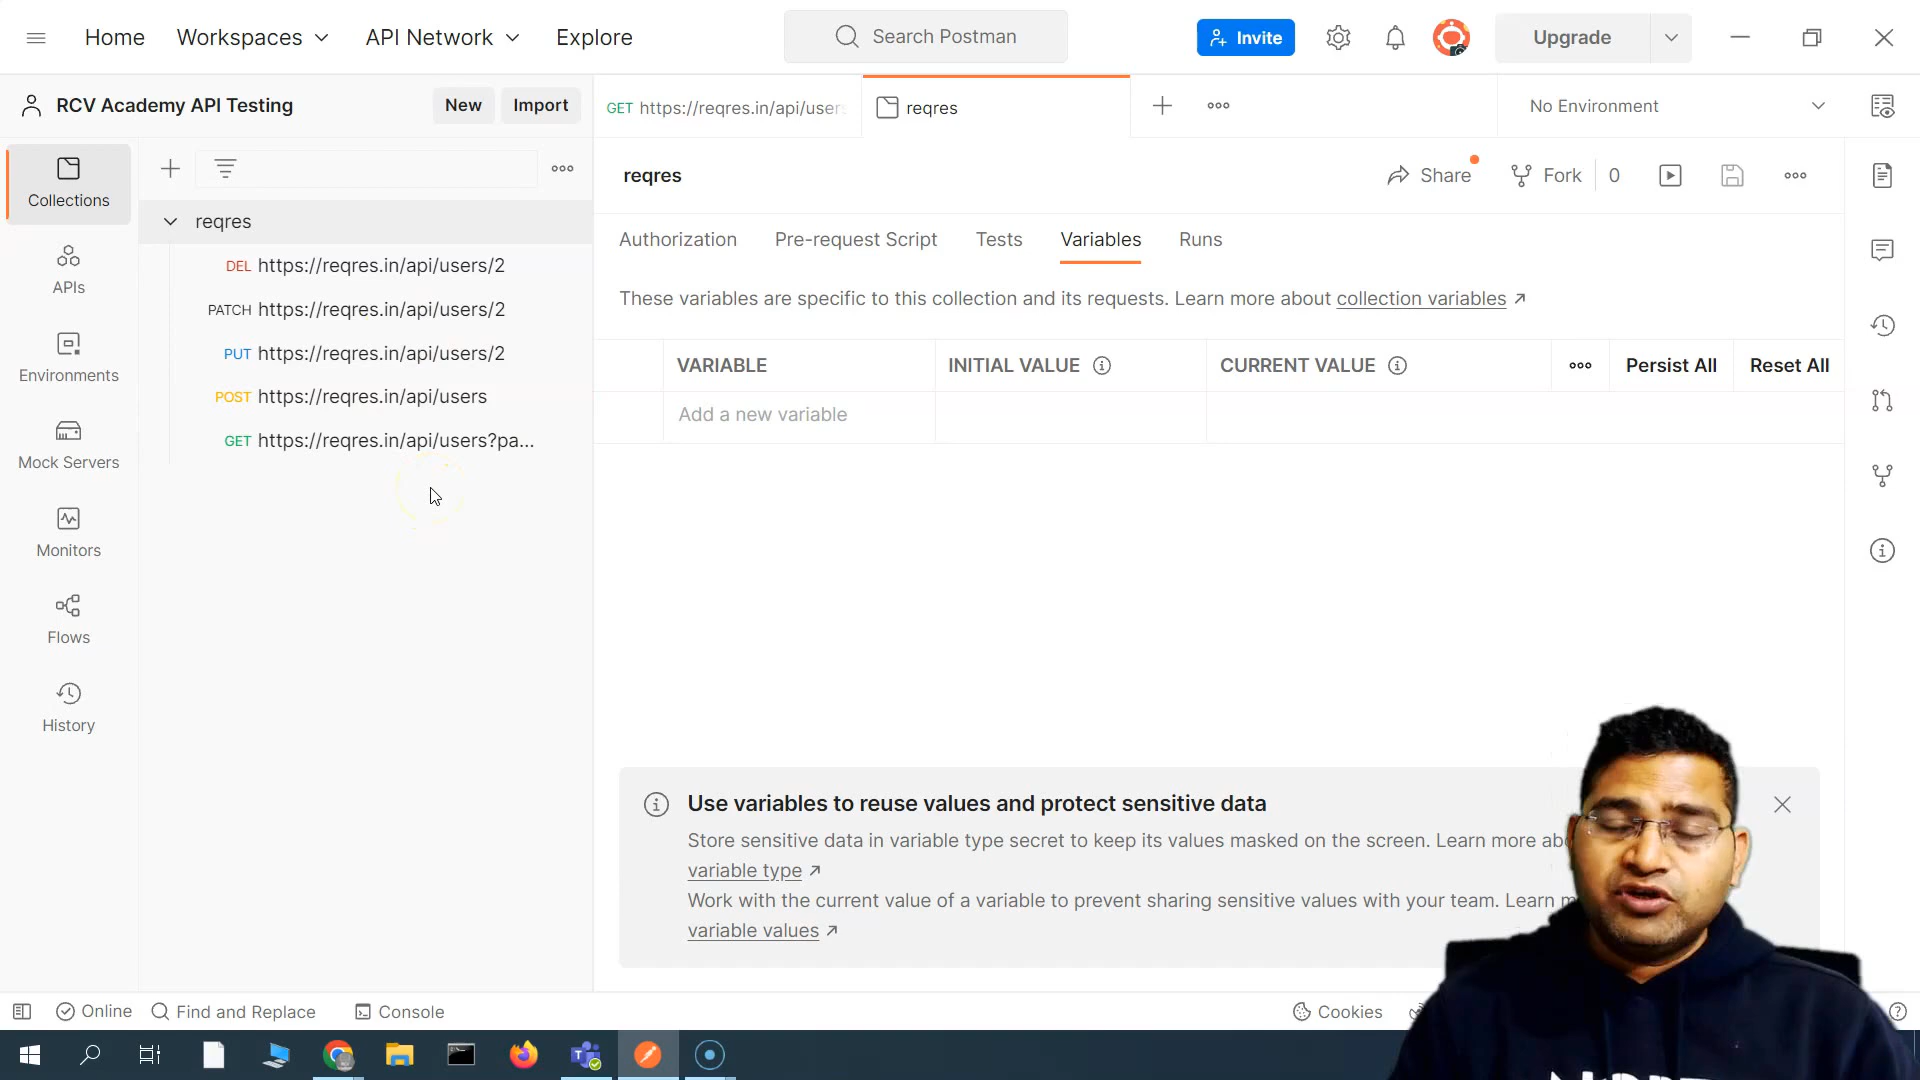 Home
Workspaces
API Network
Explore
Search Postman
Invite
Upgrade
RCV Academy API Testing
New
Import
GET https://reqres.in/api/users
reqres
No Environment
Collections
APIs
Environments
Mock Servers
Monitors
Flows
History
reqres
DEL https://reqres.in/api/users/2
PATCH https://reqres.in/api/users/2
PUT https://reqres.in/api/users/2
POST https://reqres.in/api/users
GET https://reqres.in/api/users?pa...
reqres
Share
Fork
0
Authorization
Pre-request Script
Tests
Variables
Runs
These variables are specific to this collection and its requests. Learn more about collection variables ↗
VARIABLE
INITIAL VALUE
CURRENT VALUE
Persist All
Reset All
Add a new variable
Use variables to reuse values and protect sensitive data
Store sensitive data in variable type secret to keep its values masked on the screen. Learn more
variable type ↗
Work with the current value of a variable to prevent sharing sensitive values with your team. Learn
variable values ↗
Online
Find and Replace
Console
Cookies